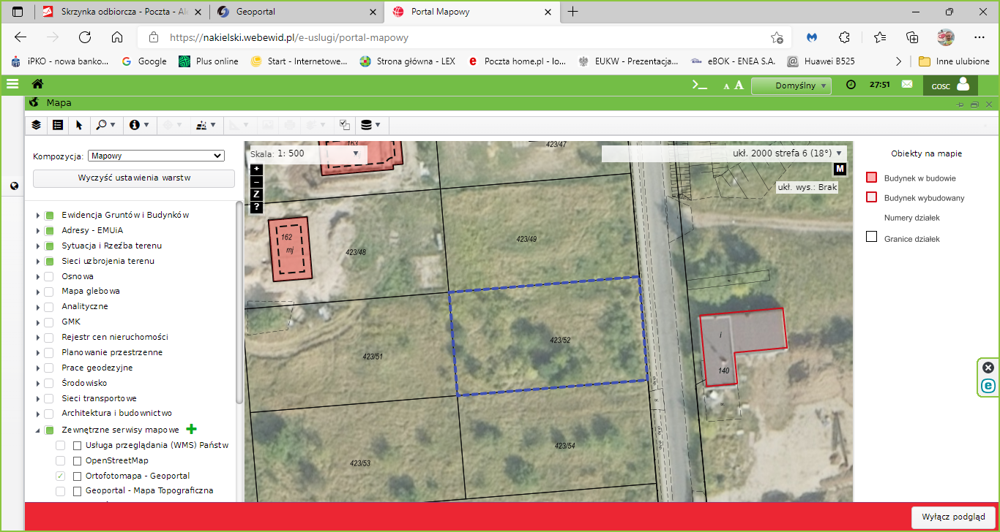 Skrzynka odbiorcza - Poczta - Ale
Geoportal
Portal Mapowy
https://nakielski.webewid.pl/e-uslugi/portal-mapowy
iPKO - nowa banko...
Google
Plus online
Start - Internetowe...
Strona główna - LEX
Poczta home.pl - lo...
EUKW - Prezentacja...
eBOK - ENEA S.A.
Huawei B525
Inne ulubione
A A
Domyślny
27:51
GOSC
Mapa
Kompozycja: Mapowy
Wyczyść ustawienia warstw
Ewidencja Gruntów i Budynków
Adresy - EMUiA
Sytuacja i Rzeźba terenu
Sieci uzbrojenia terenu
Osnowa
Mapa glebowa
Analityczne
GMK
Rejestr cen nieruchomości
Planowanie przestrzenne
Prace geodezyjne
Środowisko
Sieci transportowe
Architektura i budownictwo
Zewnętrzne serwisy mapowe
Usługa przeglądania (WMS) Państw
OpenStreetMap
Ortofotomapa - Geoportal
Geoportal - Mapa Topograficzna
Skala: 1: 500
+
–
Z
?
163
423/47
ukł. 2000 strefa 6 (18°)
M
ukł. wys.: Brak
162
mj
423/48
423/49
423/51
423/52
i
140
423/53
423/54
Obiekty na mapie
Budynek w budowie
Budynek wybudowany
Numery działek
Granice działek
Wyłącz podgląd